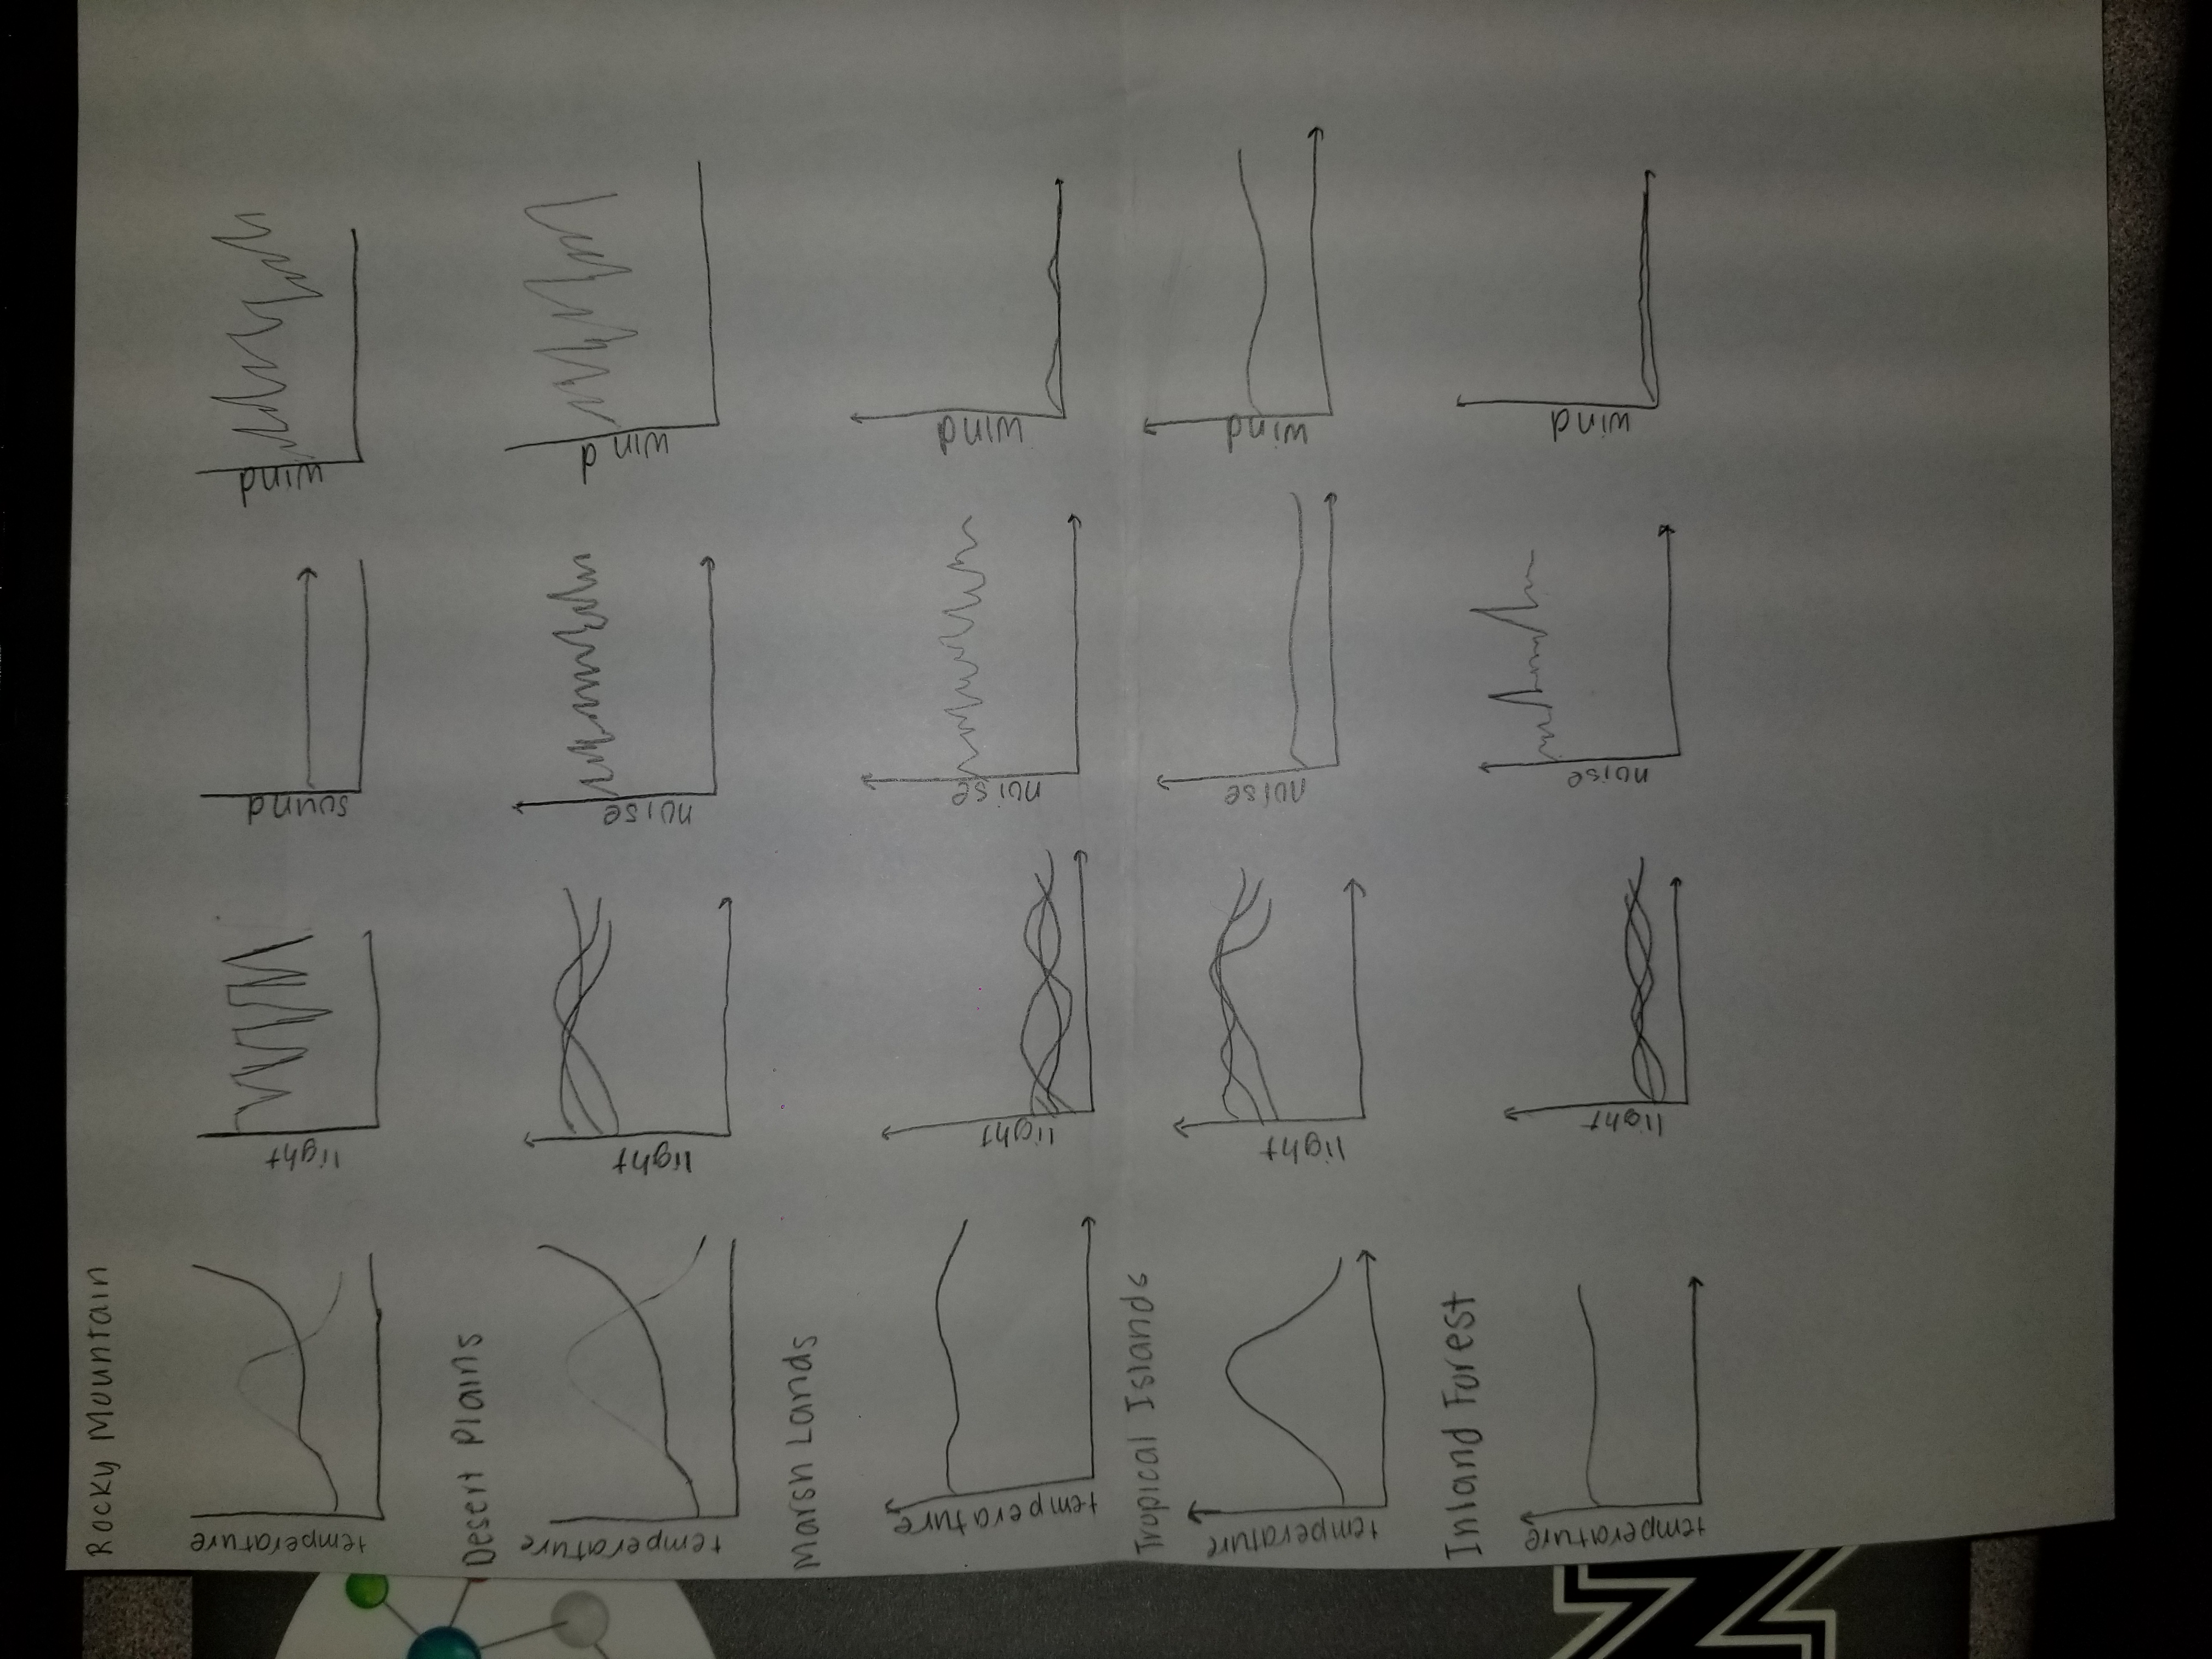 Rocky Mountain
temperature
light
sound
wind
Desert Plains
temperature
light
noise
wind
Marsh Lands
temperature
light
noise
wind
Tropical Islands
temperature
light
noise
wind
Inland Forest
temperature
light
noise
wind